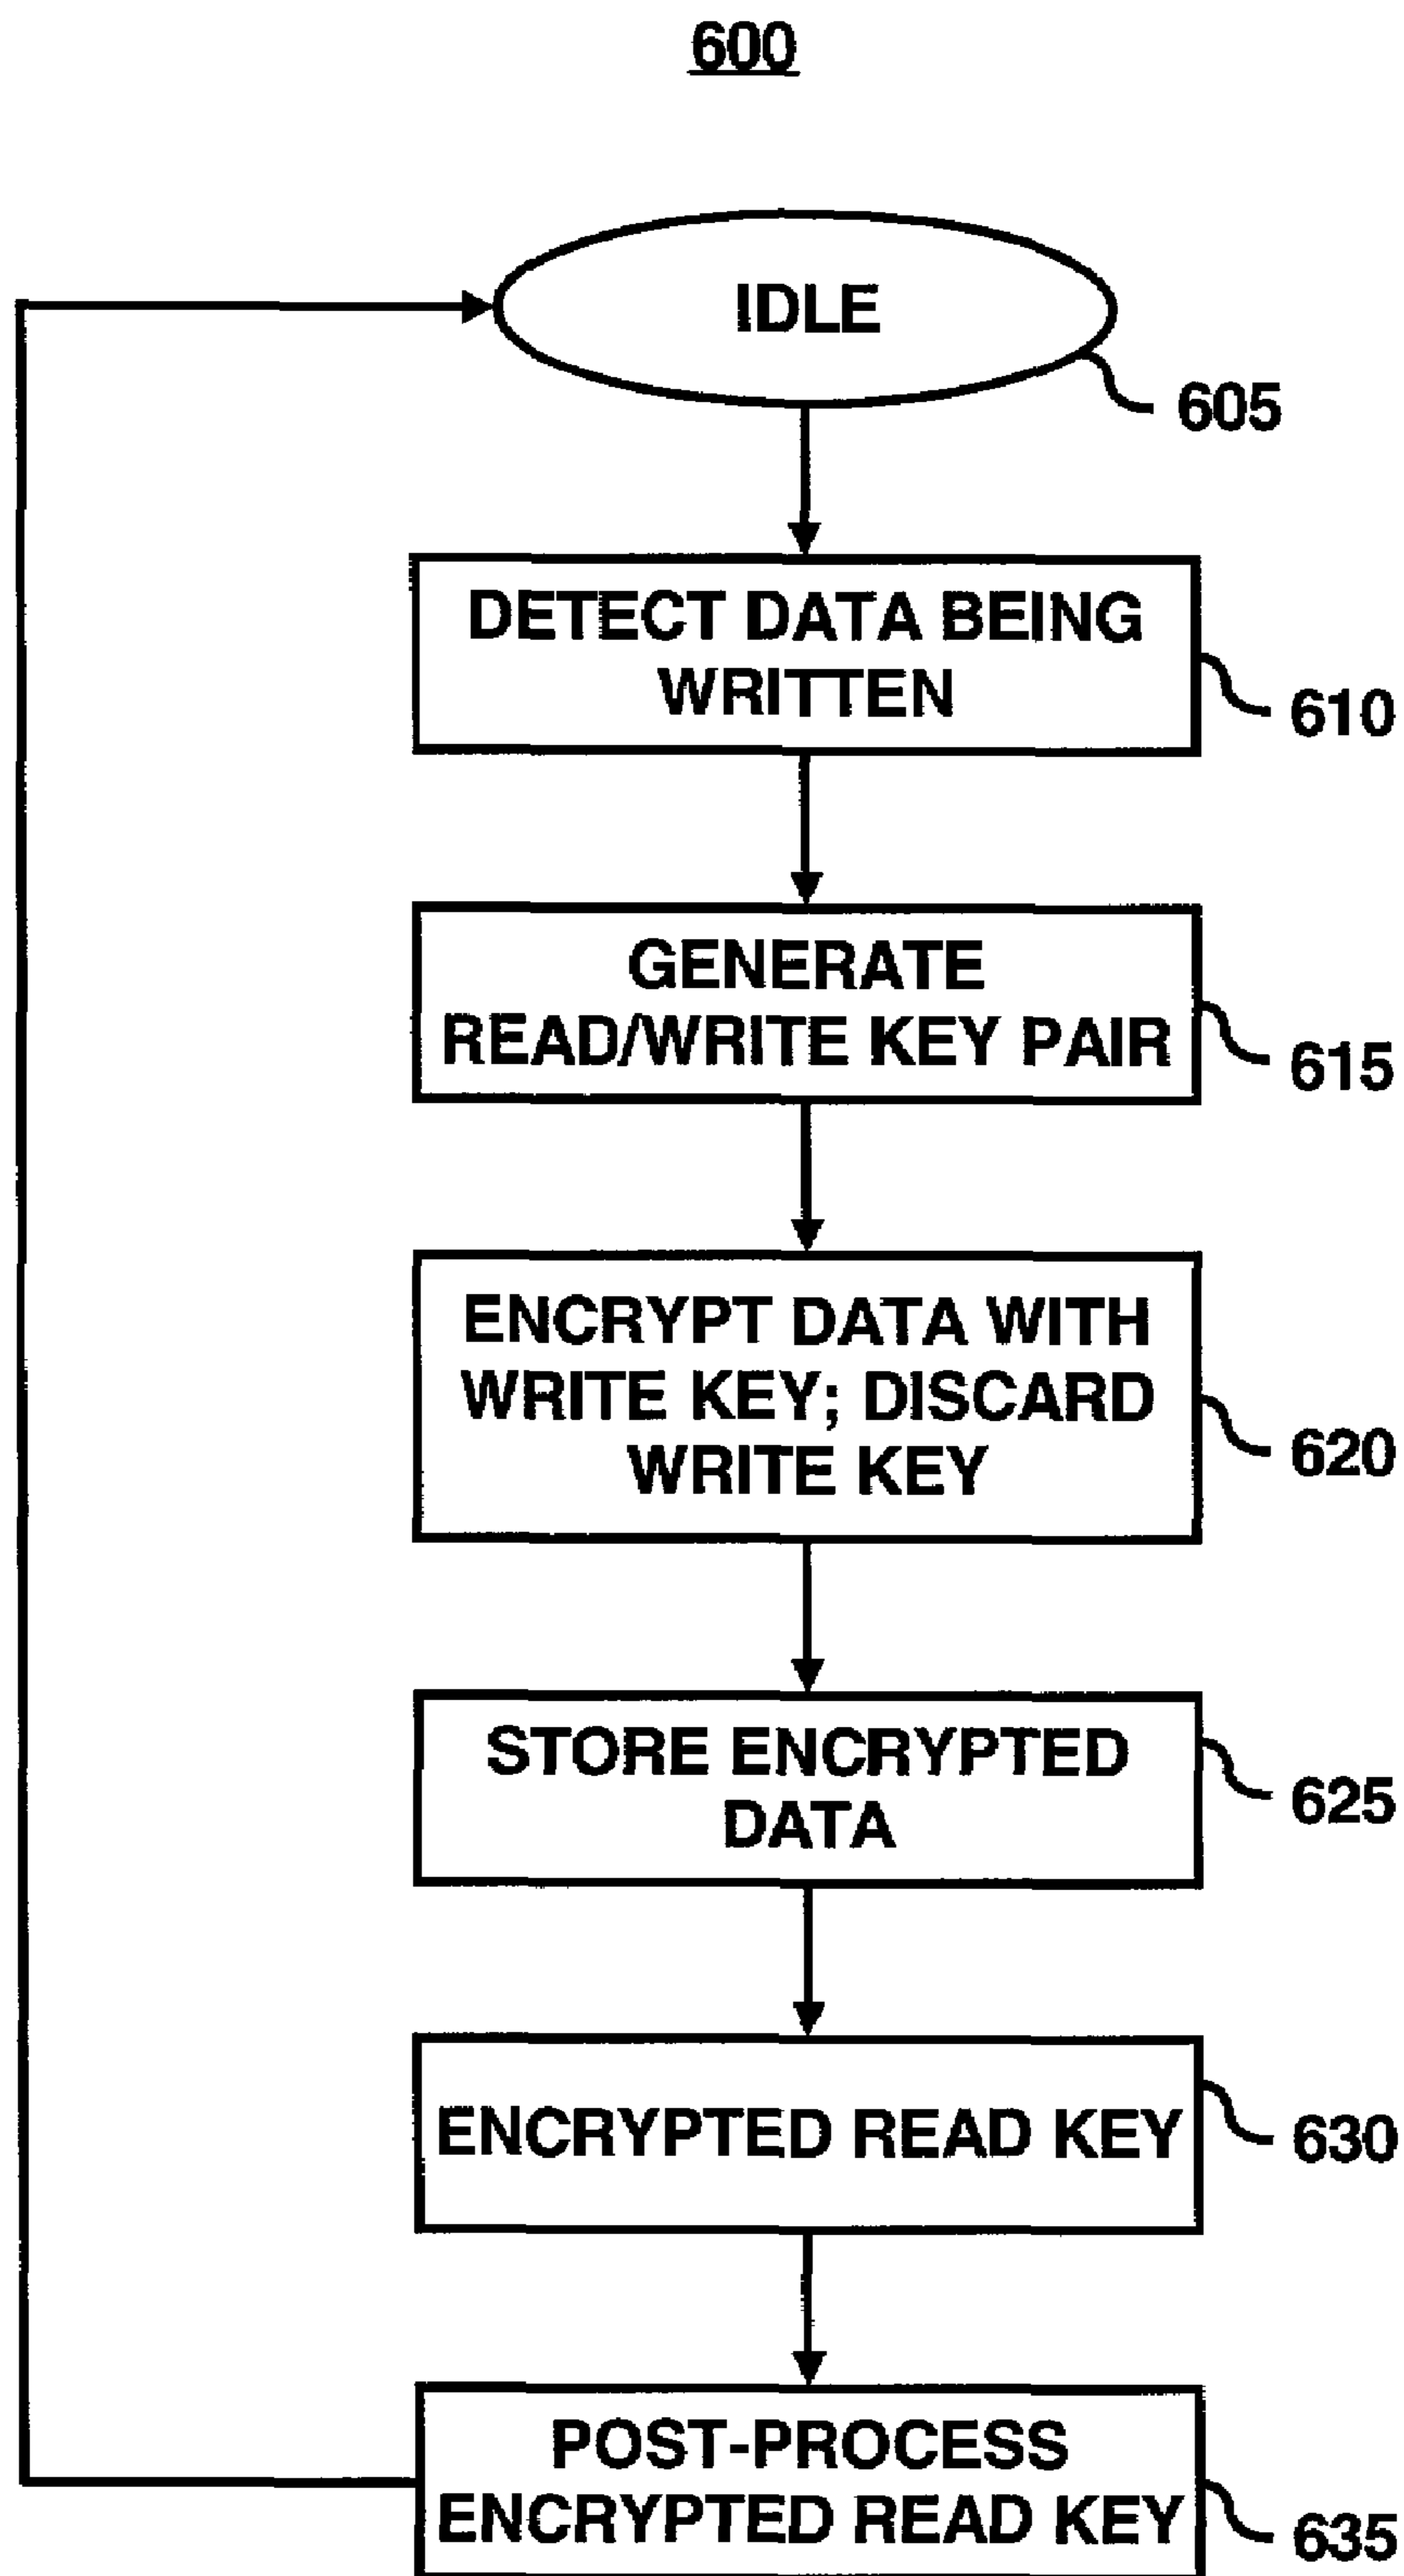 600
IDLE
605
DETECT DATA BEING
WRITTEN
610
GENERATE
READ/WRITE KEY PAIR
615
ENCRYPT DATA WITH
WRITE KEY; DISCARD
WRITE KEY
620
STORE ENCRYPTED
DATA
625
ENCRYPTED READ KEY
630
POST-PROCESS
ENCRYPTED READ KEY
635